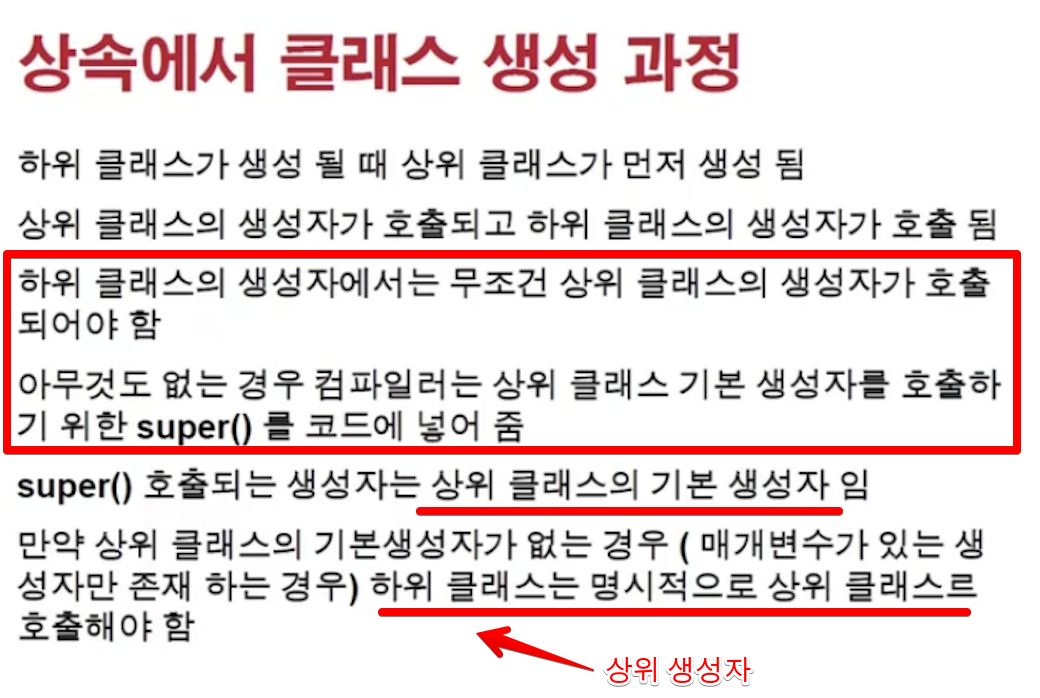 상속에서 클래스 생성 과정
하위 클래스가 생성 될 때 상위 클래스가 먼저 생성 됨
상위 클래스의 생성자가 호출되고 하위 클래스의 생성자가 호출 됨
하위 클래스의 생성자에서는 무조건 상위 클래스의 생성자가 호출
되어야 함
아무것도 없는 경우 컴파일러는 상위 클래스 기본 생성자를 호출하
기 위한 super() 를 코드에 넣어 줌
super() 호출되는 생성자는 상위 클래스의 기본 생성자 임
만약 상위 클래스의 기본생성자가 없는 경우 ( 매개변수가 있는 생
성자만 존재 하는 경우) 하위 클래스는 명시적으로 상위 클래스르
호출해야 함
상위 생성자